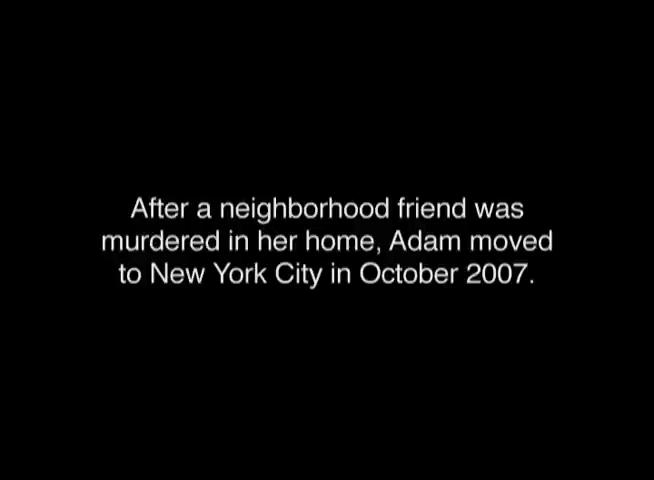 After a neighborhood friend was
murdered in her home, Adam moved
to New York City in October 2007.